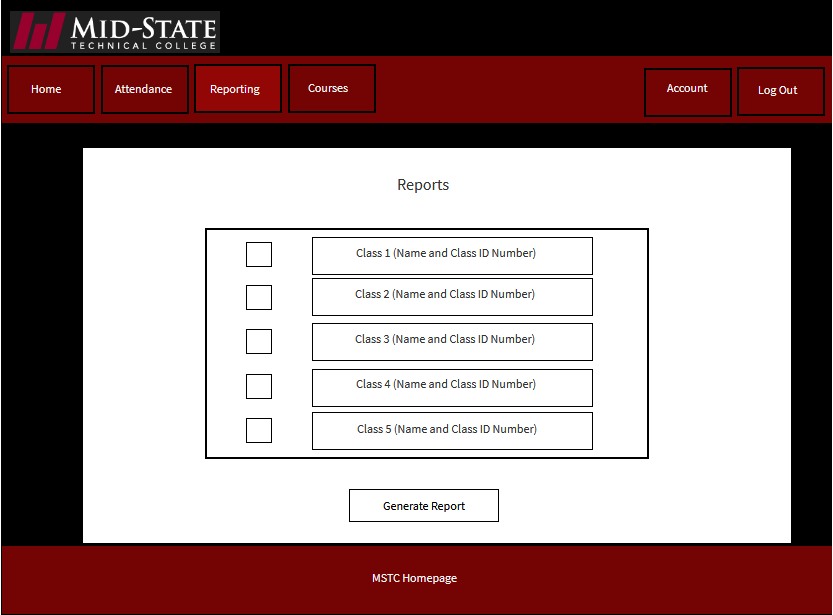 MID-STATE
TECHNICAL COLLEGE
Home
Attendance
Reporting
Courses
Account
Log Out
Reports
Class 1 (Name and Class ID Number)
Class 2 (Name and Class ID Number)
Class 3 (Name and Class ID Number)
Class 4 (Name and Class ID Number)
Class 5 (Name and Class ID Number)
Generate Report
MSTC Homepage